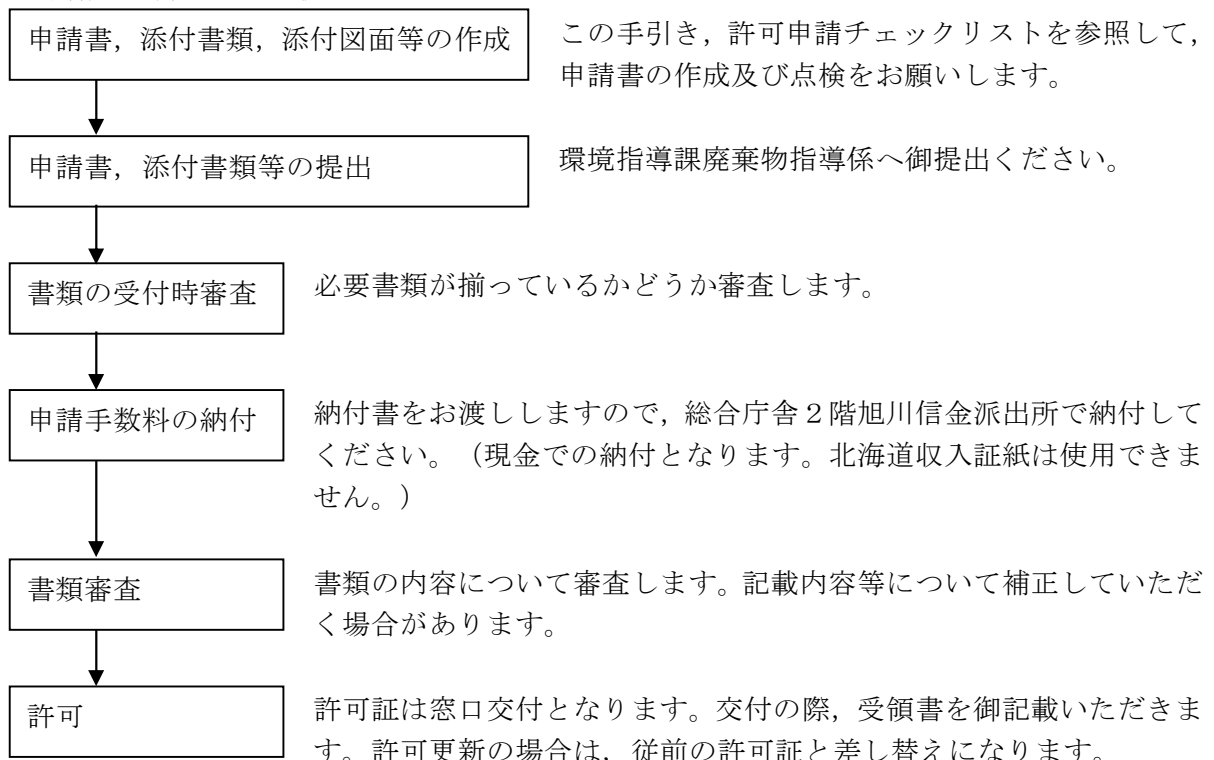 申請書，添付書類，添付図面等の作成
この手引き，許可申請チェックリストを参照して，
申請書の作成及び点検をお願いします。
申請書，添付書類等の提出
環境指導課廃棄物指導係へ御提出ください。
書類の受付時審査
必要書類が揃っているかどうか審査します。
申請手数料の納付
納付書をお渡ししますので，総合庁舎２階旭川信金派出所で納付して
ください。（現金での納付となります。北海道収入証紙は使用できま
せん。）
書類審査
書類の内容について審査します。記載内容等について補正していただ
く場合があります。
許可
許可証は窓口交付となります。交付の際，受領書を御記載いただきま
す。許可更新の場合は，従前の許可証と差し替えになります。